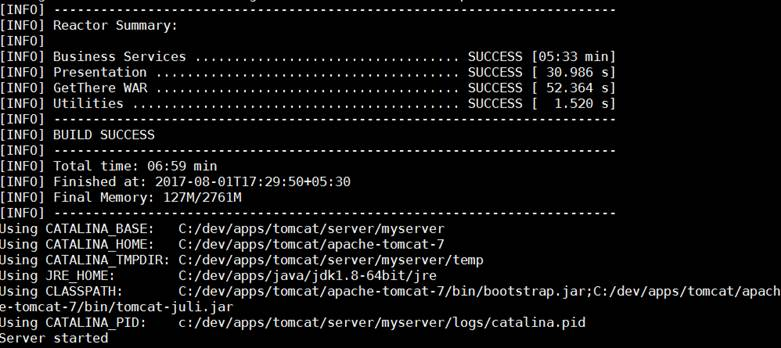 [INFO] ------------------------------------------------------------------------
[INFO] Reactor Summary:
[INFO]
[INFO] Business Services .................................. SUCCESS [05:33 min]
[INFO] Presentation ....................................... SUCCESS [ 30.986 s]
[INFO] GetThere WAR ....................................... SUCCESS [ 52.364 s]
[INFO] Utilities .......................................... SUCCESS [  1.520 s]
[INFO] ------------------------------------------------------------------------
[INFO] BUILD SUCCESS
[INFO] ------------------------------------------------------------------------
[INFO] Total time: 06:59 min
[INFO] Finished at: 2017-08-01T17:29:50+05:30
[INFO] Final Memory: 127M/2761M
[INFO] ------------------------------------------------------------------------
Using CATALINA_BASE:   C:/dev/apps/tomcat/server/myserver
Using CATALINA_HOME:   C:/dev/apps/tomcat/apache-tomcat-7
Using CATALINA_TMPDIR: C:/dev/apps/tomcat/server/myserver/temp
Using JRE_HOME:        C:/dev/apps/java/jdk1.8-64bit/jre
Using CLASSPATH:       C:/dev/apps/tomcat/apache-tomcat-7/bin/bootstrap.jar;C:/dev/apps/tomcat/apach
e-tomcat-7/bin/tomcat-juli.jar
Using CATALINA_PID:    c:/dev/apps/tomcat/server/myserver/logs/catalina.pid
Server started